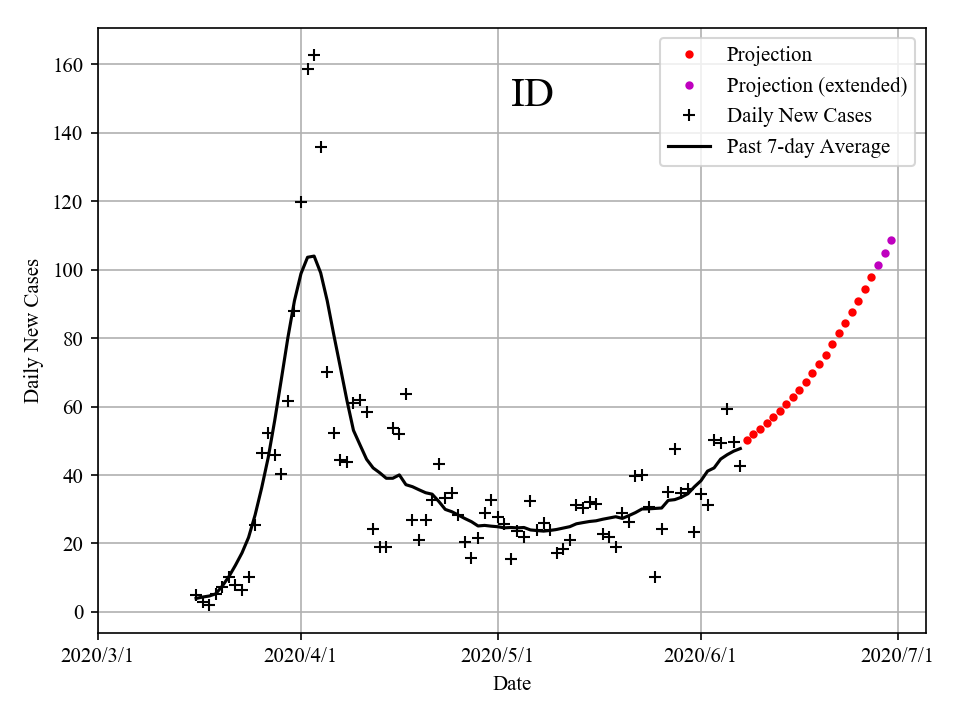 ID
Projection
Projection (extended)
Daily New Cases
Past 7-day Average
Daily New Cases
160
140
120
100
80
60
40
20
0
2020/3/1
2020/4/1
2020/5/1
2020/6/1
2020/7/1
Date